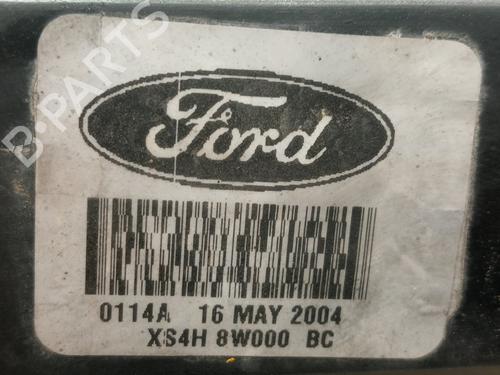 B-PARTS
Ford
0114A 16 MAY 2004
XS4H 8W000 BC